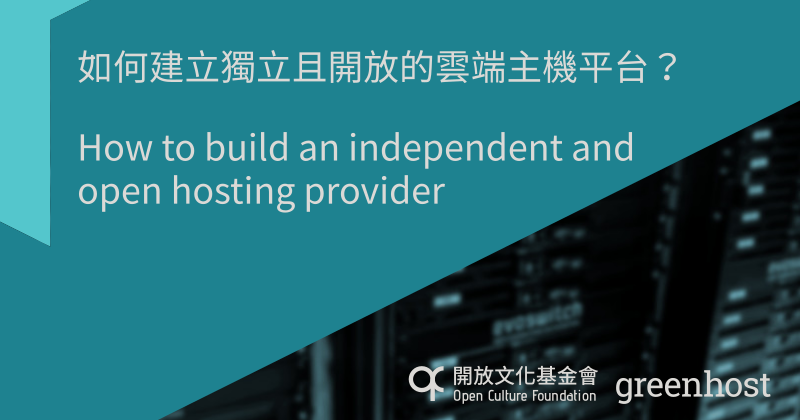 如何建立獨立且開放的雲端主機平台？
How to build an independent and
open hosting provider
evoswitch
開放文化基金會
Open Culture Foundation
greenhost